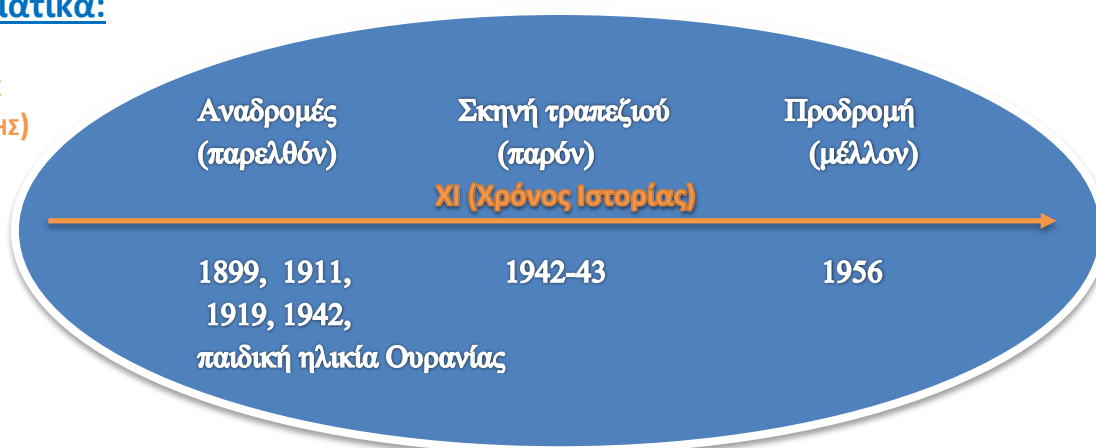 Αναδρομές Σκηνή τραπεζιού Προδρομή
(παρελθόν) (παρόν) (μέλλον)
ΧΙ (Χρόνος Ιστορίας)
1899, 1911, 1942-43 1956
1919, 1942,
παιδική ηλικία Ουρανίας